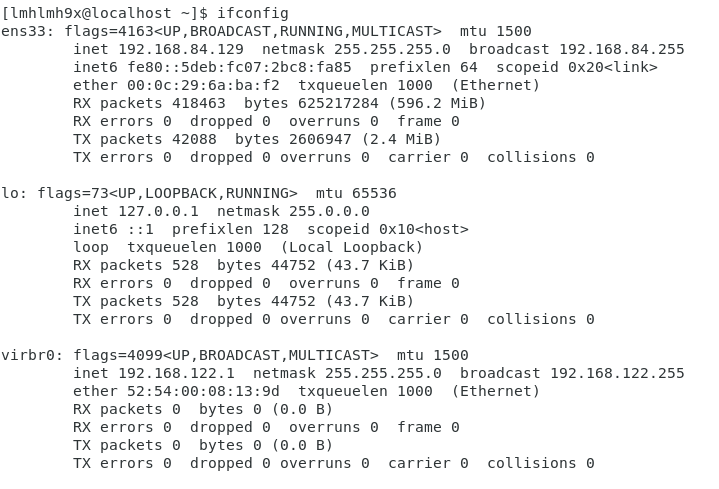 [lmhlmh9x@localhost ~]$ ifconfig
ens33: flags=4163<UP,BROADCAST,RUNNING,MULTICAST>  mtu 1500
        inet 192.168.84.129  netmask 255.255.255.0  broadcast 192.168.84.255
        inet6 fe80::5deb:fc07:2bc8:fa85  prefixlen 64  scopeid 0x20<link>
        ether 00:0c:29:6a:ba:f2  txqueuelen 1000  (Ethernet)
        RX packets 418463  bytes 625217284 (596.2 MiB)
        RX errors 0  dropped 0  overruns 0  frame 0
        TX packets 42088  bytes 2606947 (2.4 MiB)
        TX errors 0  dropped 0 overruns 0  carrier 0  collisions 0

lo: flags=73<UP,LOOPBACK,RUNNING>  mtu 65536
        inet 127.0.0.1  netmask 255.0.0.0
        inet6 ::1  prefixlen 128  scopeid 0x10<host>
        loop  txqueuelen 1000  (Local Loopback)
        RX packets 528  bytes 44752 (43.7 KiB)
        RX errors 0  dropped 0  overruns 0  frame 0
        TX packets 528  bytes 44752 (43.7 KiB)
        TX errors 0  dropped 0 overruns 0  carrier 0  collisions 0

virbr0: flags=4099<UP,BROADCAST,MULTICAST>  mtu 1500
        inet 192.168.122.1  netmask 255.255.255.0  broadcast 192.168.122.255
        ether 52:54:00:08:13:9d  txqueuelen 1000  (Ethernet)
        RX packets 0  bytes 0 (0.0 B)
        RX errors 0  dropped 0  overruns 0  frame 0
        TX packets 0  bytes 0 (0.0 B)
        TX errors 0  dropped 0 overruns 0  carrier 0  collisions 0